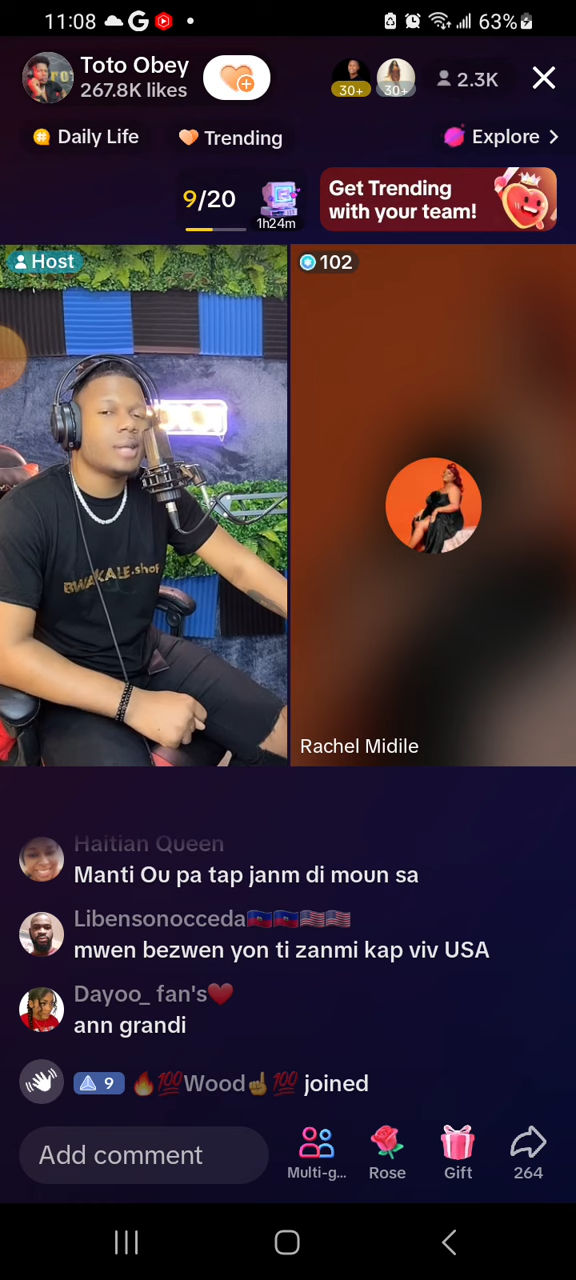 11:08
63%
Toto Obey
267.8K likes
30+
30+
2.3K
Daily Life
Trending
Explore
9/20
1h24m
Get Trending
with your team!
Host
102
BWAKALE.shop
Rachel Midile
Haitian Queen
Manti Ou pa tap janm di moun sa
Libensonocceda🇭🇹🇭🇹🇺🇸🇺🇸
mwen bezwen yon ti zanmi kap viv USA
Dayoo_ fan's❤️
ann grandi
9 🔥💯Wood☝🏾💯 joined
Add comment
Multi-g...
Rose
Gift
264